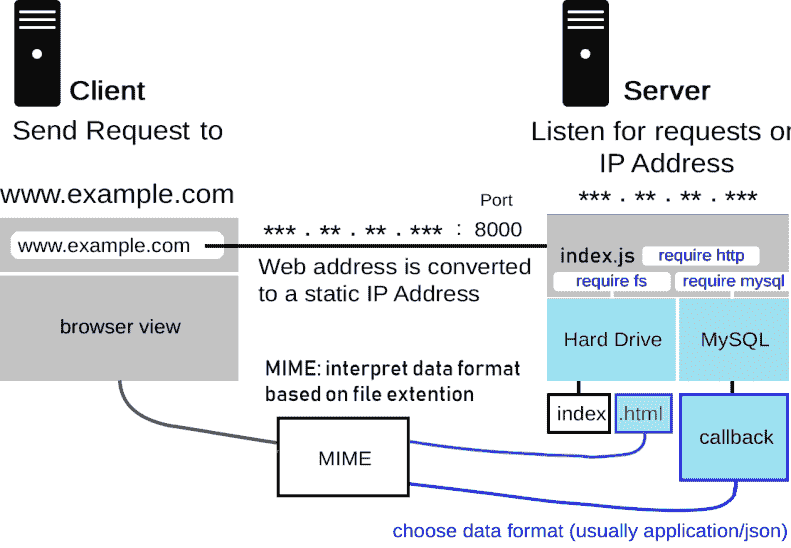 Client
Send Request to
www.example.com
www.example.com
browser view
*** . ** . ** . *** : 8000
Port
Web address is converted
to a static IP Address
Server
Listen for requests on
IP Address
*** . ** . ** . ***
index.js
require http
require fs
require mysql
Hard Drive
MySQL
index
.html
callback
MIME: interpret data format
based on file extention
MIME
choose data format (usually application/json)